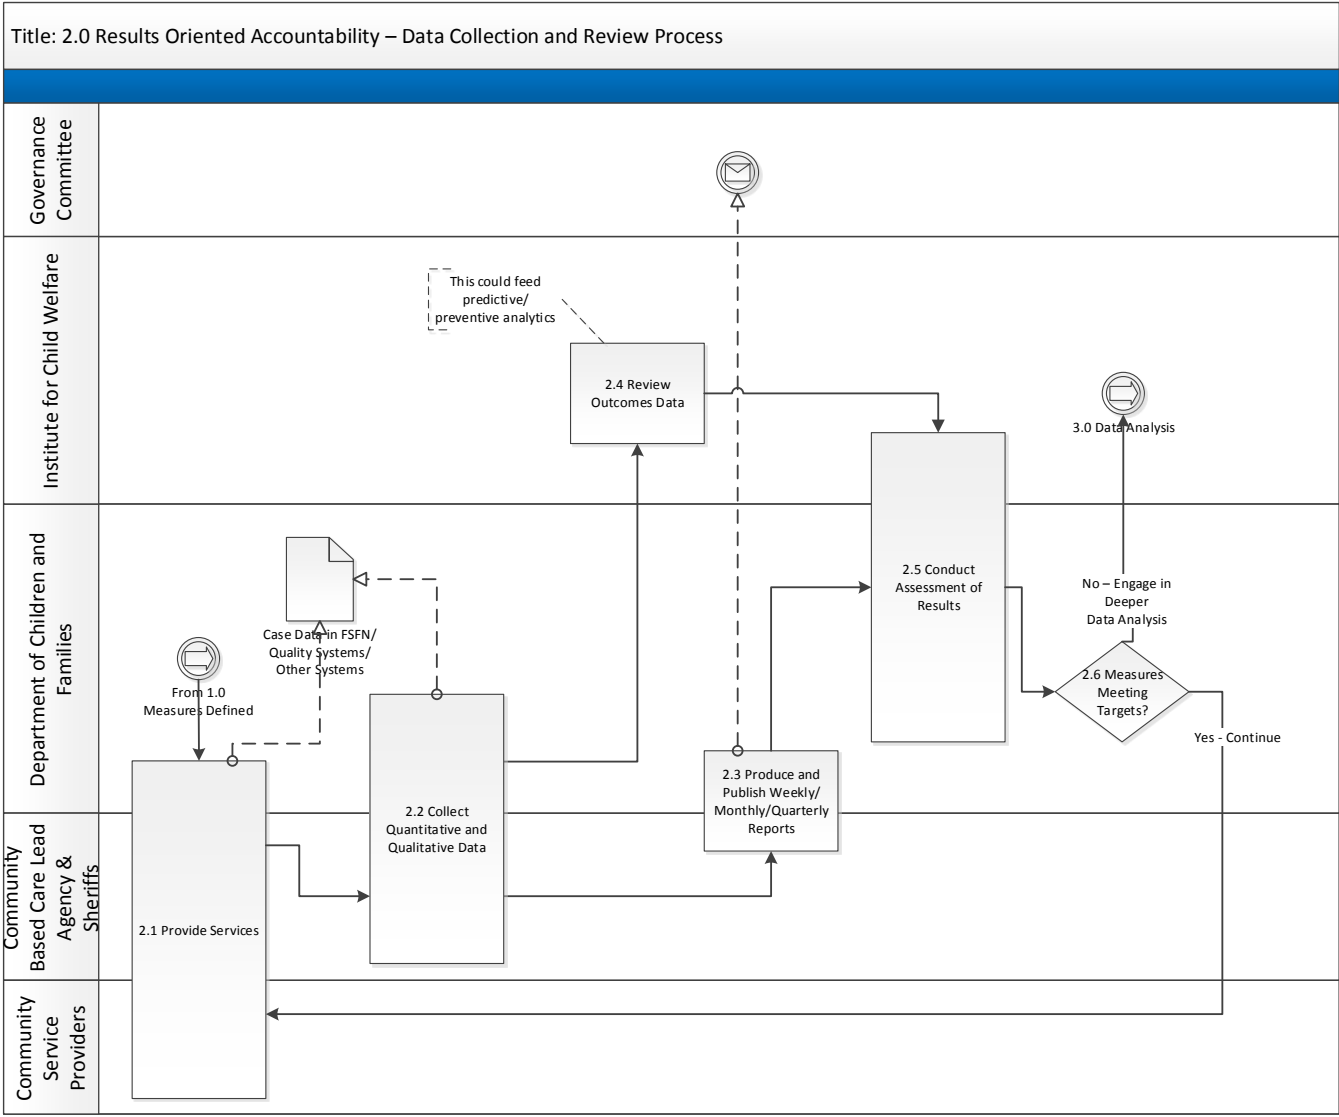 Title: 2.0 Results Oriented Accountability – Data Collection and Review Process
Governance
Committee
Institute for Child Welfare
This could feed
predictive/
preventive analytics
2.4 Review
Outcomes Data
3.0 Data Analysis
Department of Children and
Families
Case Data in FSFN/
Quality Systems/
Other Systems
From 1.0
Measures Defined
2.5 Conduct
Assessment of
Results
No – Engage in
Deeper
Data Analysis
2.6 Measures
Meeting
Targets?
Yes - Continue
2.3 Produce and
Publish Weekly/
Monthly/Quarterly
Reports
2.2 Collect
Quantitative and
Qualitative Data
Community
Based Care Lead
Agency &
Sheriffs
2.1 Provide Services
Community
Service
Providers